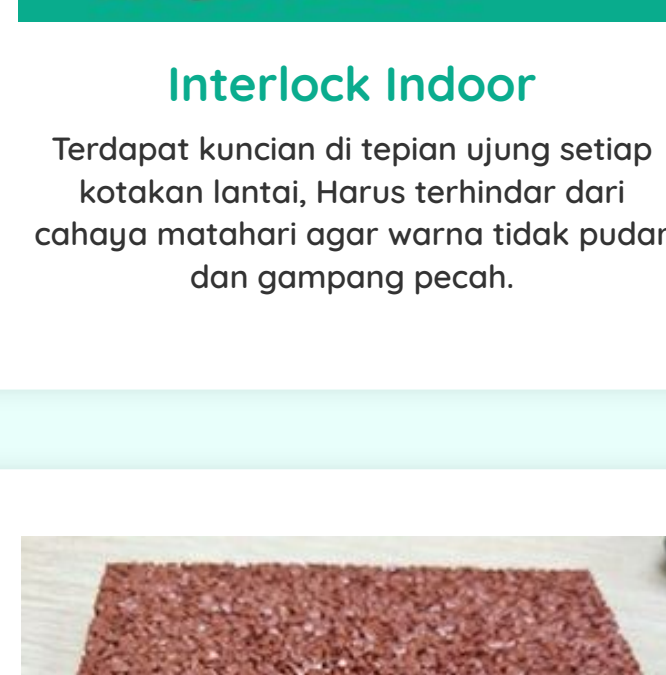 Interlock Indoor
Terdapat kuncian di tepian ujung setiap
kotakan lantai, Harus terhindar dari
cahaya matahari agar warna tidak pudar
dan gampang pecah.